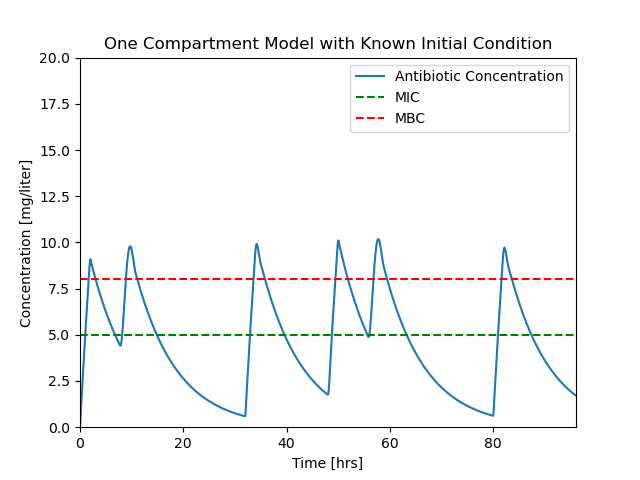 One Compartment Model with Known Initial Condition
Antibiotic Concentration
MIC
MBC
20.0
17.5
15.0
12.5
10.0
7.5
5.0
2.5
0.0
Concentration [mg/liter]
0
20
40
60
80
Time [hrs]